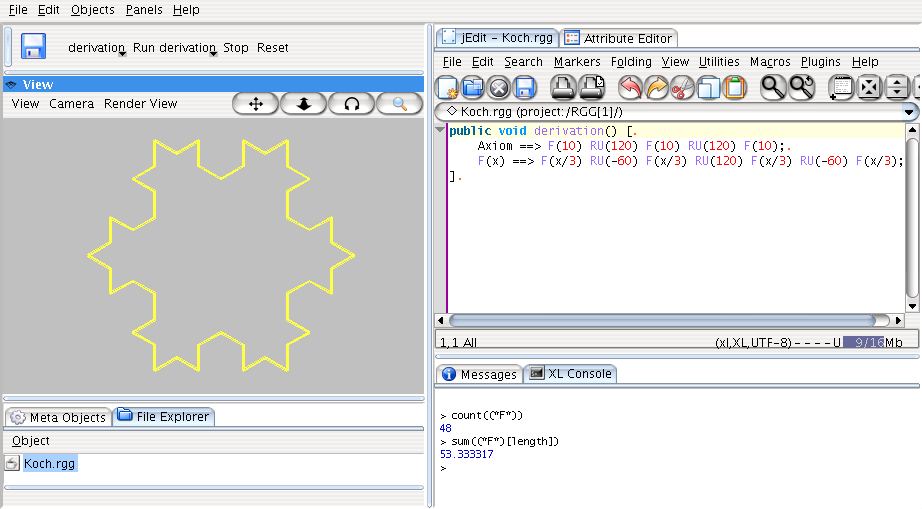 File Edit Objects Panels Help
derivation Run derivation Stop Reset
View
View Camera Render View
Meta Objects File Explorer
Object
Koch.rgg
jEdit - Koch.rgg Attribute Editor
File Edit Search Markers Folding View Utilities Macros Plugins Help
Koch.rgg (project:/RGG[1]/)
public void derivation() [.
Axiom ==> F(10) RU(120) F(10) RU(120) F(10);.
F(x) ==> F(x/3) RU(-60) F(x/3) RU(120) F(x/3) RU(-60) F(x/3);
].
1,1 All (xl,XL,UTF-8) - - - - U 9/16Mb
Messages XL Console
> count((*F*))
48
> sum((*F*)[length])
53.333317
>